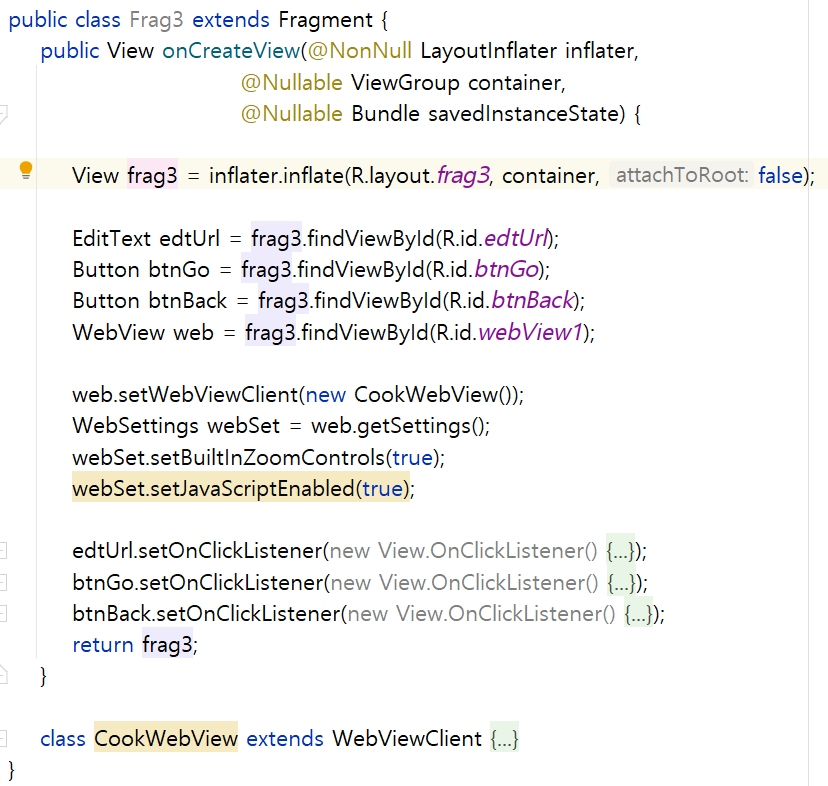 public class Frag3 extends Fragment {
public View onCreateView(@NonNull LayoutInflater inflater,
@Nullable ViewGroup container,
@Nullable Bundle savedInstanceState) {
View frag3 = inflater.inflate(R.layout.frag3, container, attachToRoot: false);
EditText edtUrl = frag3.findViewById(R.id.edtUrl);
Button btnGo = frag3.findViewById(R.id.btnGo);
Button btnBack = frag3.findViewById(R.id.btnBack);
WebView web = frag3.findViewById(R.id.webView1);
web.setWebViewClient(new CookWebView());
WebSettings webSet = web.getSettings();
webSet.setBuiltInZoomControls(true);
webSet.setJavaScriptEnabled(true);
edtUrl.setOnClickListener(new View.OnClickListener() {...});
btnGo.setOnClickListener(new View.OnClickListener() {...});
btnBack.setOnClickListener(new View.OnClickListener() {...});
return frag3;
}
class CookWebView extends WebViewClient {...}
}